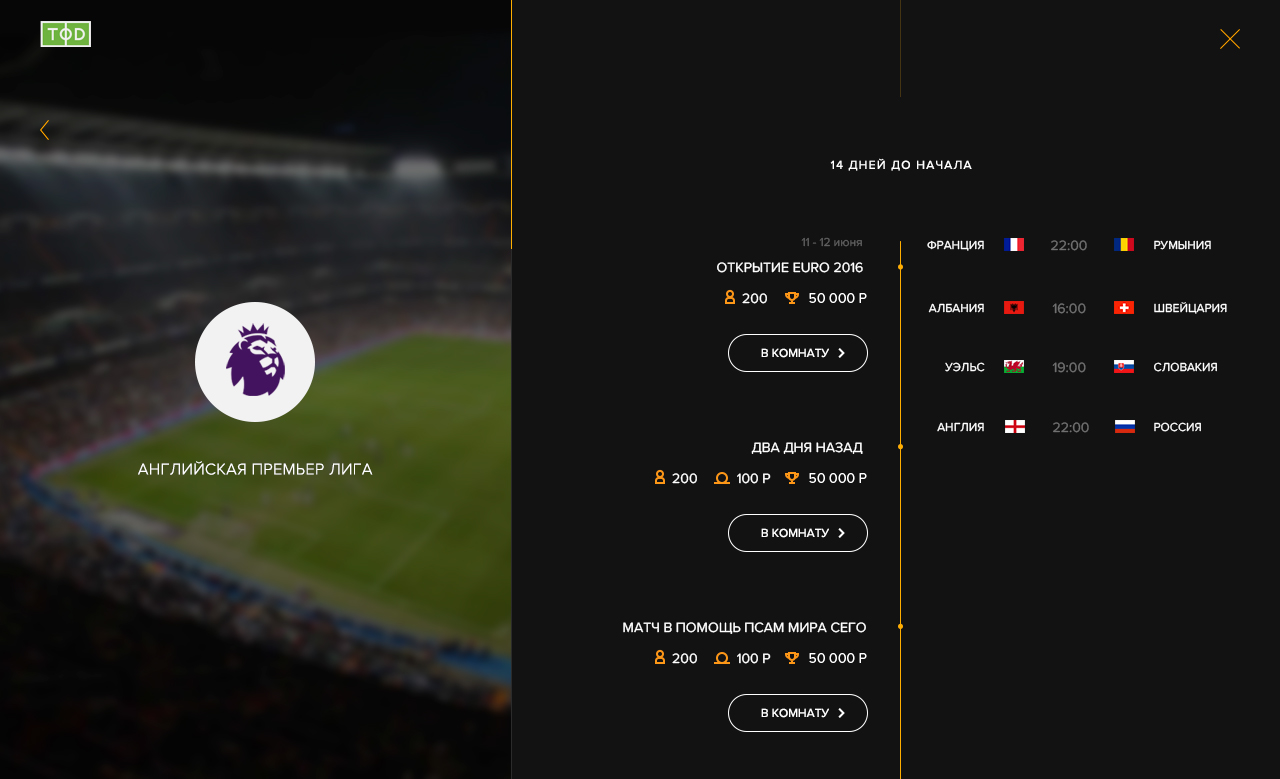 TOD
АНГЛИЙСКАЯ ПРЕМЬЕР ЛИГА
14 ДНЕЙ ДО НАЧАЛА
11 - 12 июня
ОТКРЫТИЕ EURO 2016
200 50 000 Р
В КОМНАТУ
ДВА ДНЯ НАЗАД
200 100 Р 50 000 Р
В КОМНАТУ
МАТЧ В ПОМОЩЬ ПСАМ МИРА СЕГО
200 100 Р 50 000 Р
В КОМНАТУ
ФРАНЦИЯ 22:00 РУМЫНИЯ
АЛБАНИЯ 16:00 ШВЕЙЦАРИЯ
УЭЛЬС 19:00 СЛОВАКИЯ
АНГЛИЯ 22:00 РОССИЯ